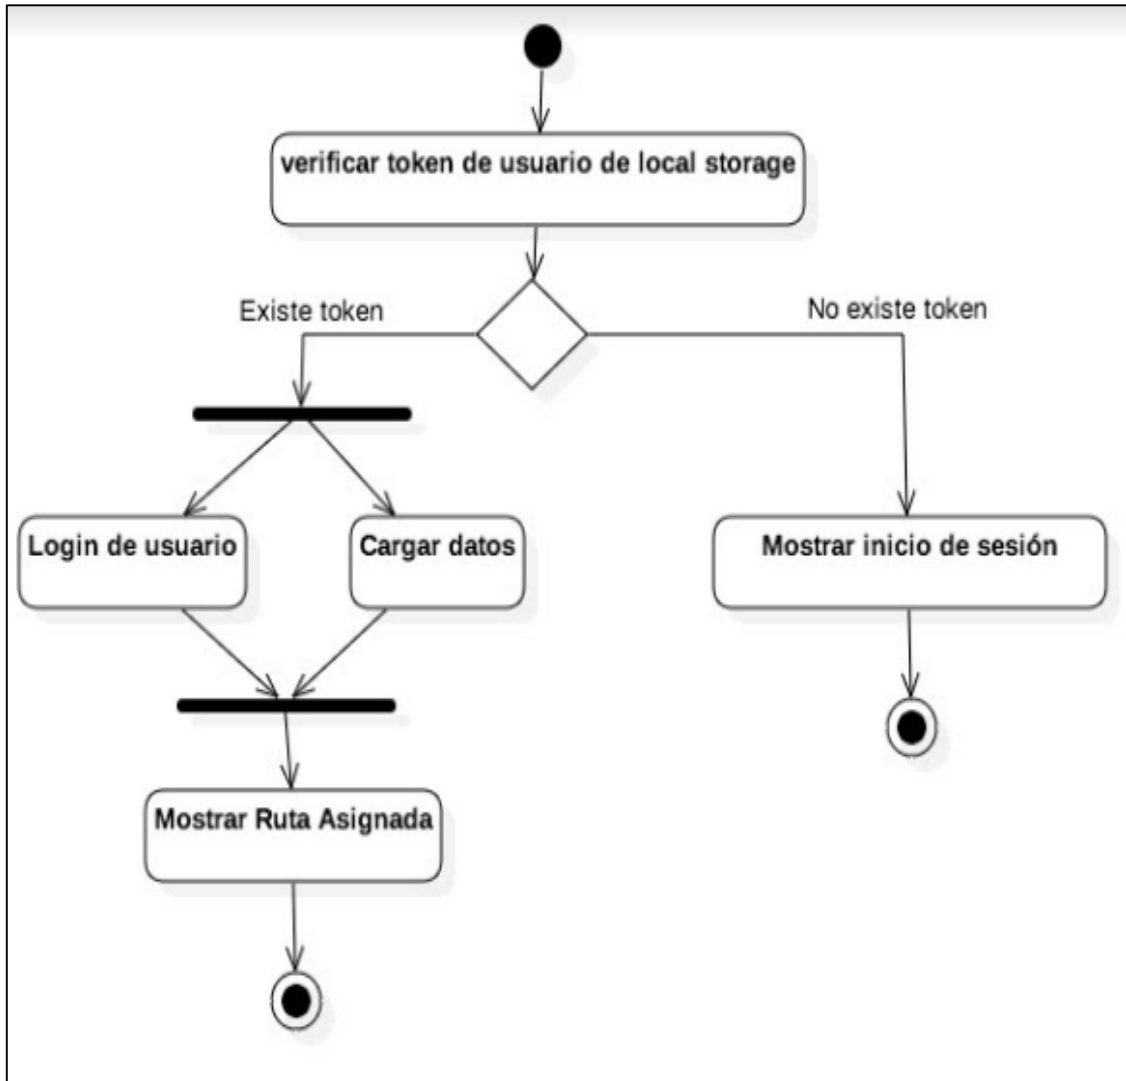 verificar token de usuario de local storage
Existe token
No existe token
Login de usuario
Cargar datos
Mostrar inicio de sesión
Mostrar Ruta Asignada